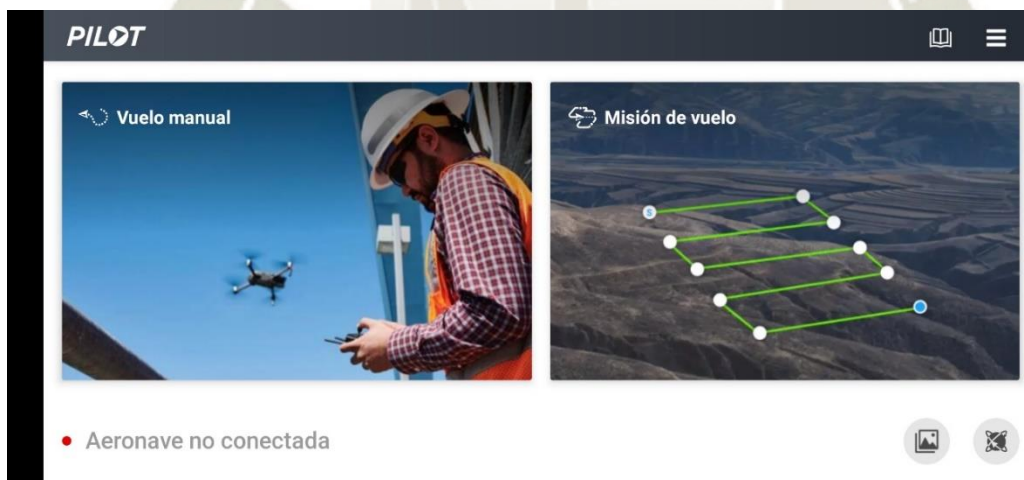 PILOT
Vuelo manual
Misión de vuelo
S
Aeronave no conectada